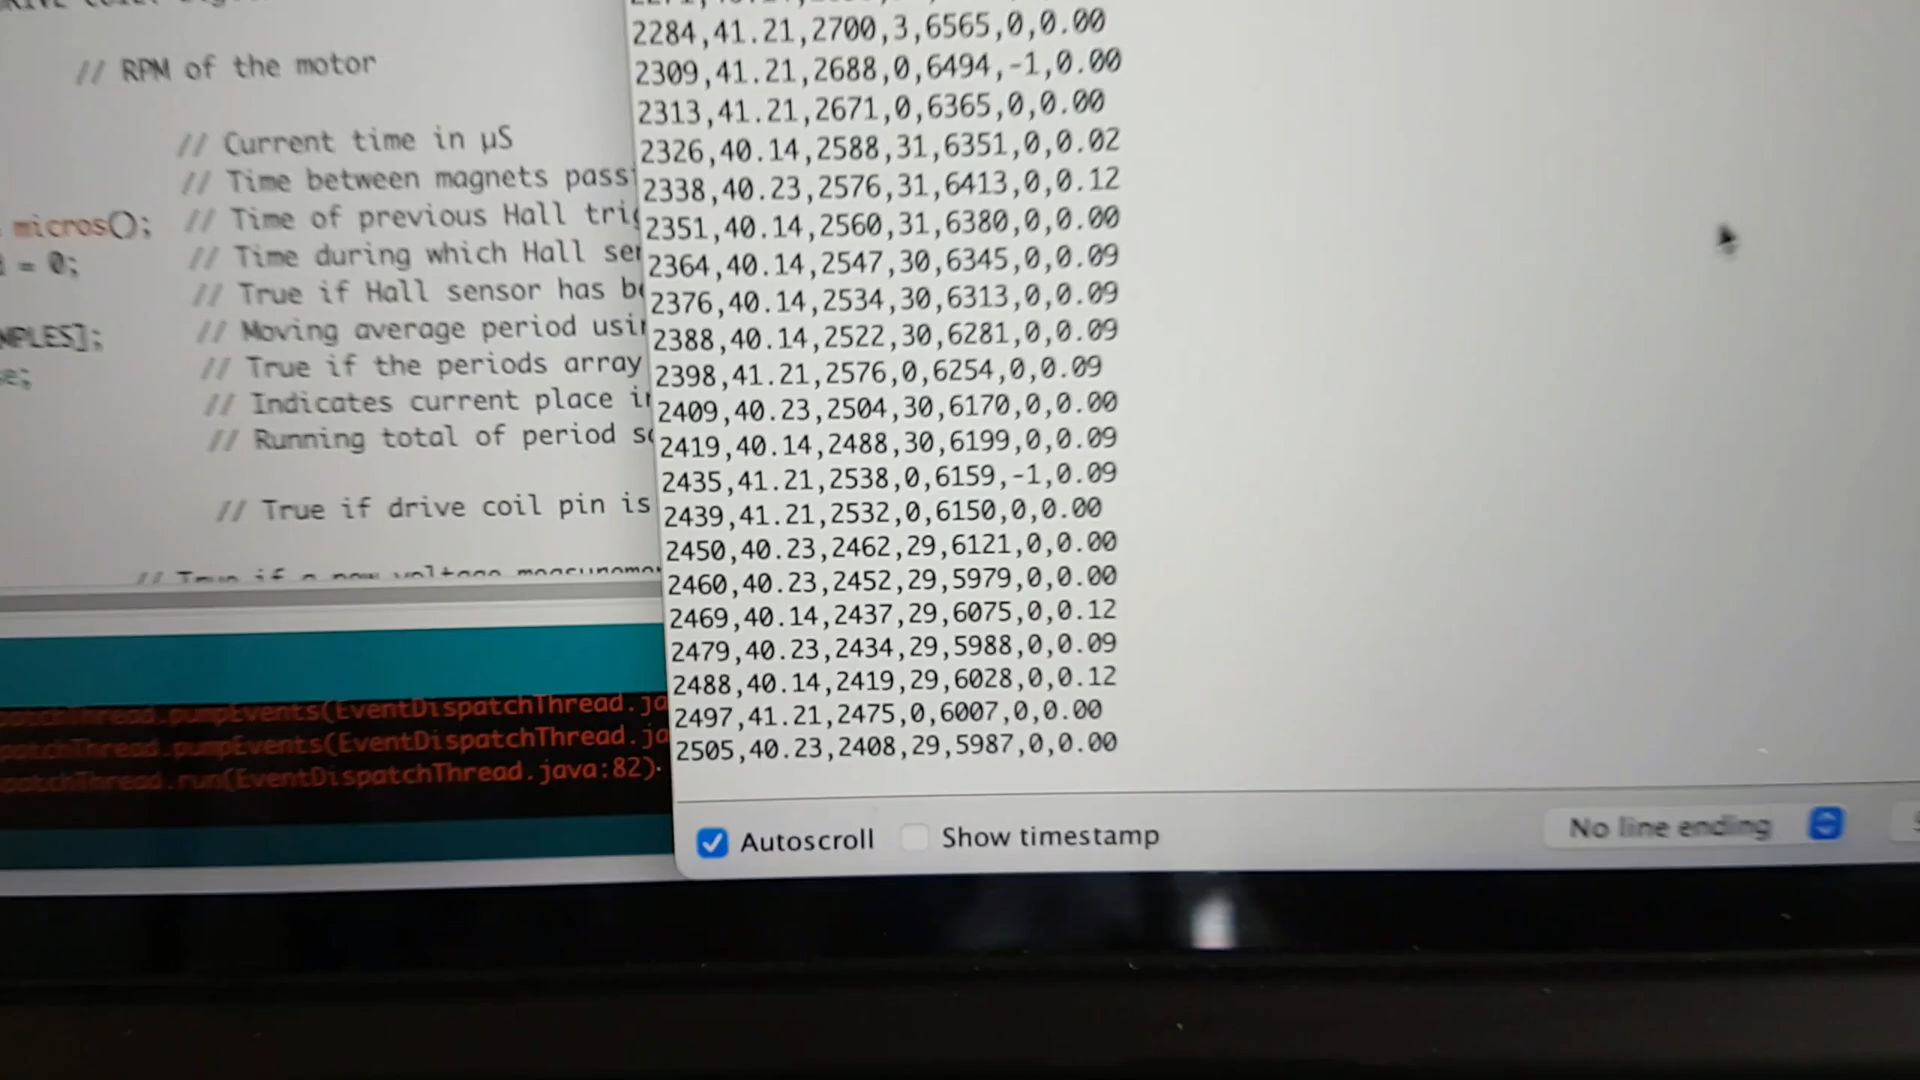 // RPM of the motor
// Current time in µS
// Time between magnets
micros(); // Time of previous Hall
= 0; // Time during which Hall
// True if Hall sensor has
]; // Moving average period
// True if the periods array
// Indicates current place
// Running total of period
// True if drive coil pin is
2284,41.21,2700,3,6565,0,0.00
2309,41.21,2688,0,6494,-1,0.00
2313,41.21,2671,0,6365,0,0.00
2326,40.14,2588,31,6351,0,0.02
2338,40.23,2576,31,6413,0,0.12
2351,40.14,2560,31,6380,0,0.00
2364,40.14,2547,30,6345,0,0.09
2376,40.14,2534,30,6313,0,0.09
2388,40.14,2522,30,6281,0,0.09
2398,41.21,2576,0,6254,0,0.09
2409,40.23,2504,30,6170,0,0.00
2419,40.14,2488,30,6199,0,0.09
2435,41.21,2538,0,6159,-1,0.09
2439,41.21,2532,0,6150,0,0.00
2450,40.23,2462,29,6121,0,0.00
2460,40.23,2452,29,5979,0,0.00
2469,40.14,2437,29,6075,0,0.12
2479,40.23,2434,29,5988,0,0.09
2488,40.14,2419,29,6028,0,0.12
2497,41.21,2475,0,6007,0,0.00
2505,40.23,2408,29,5987,0,0.00
.pumpEvents(EventDispatchThread.ja
.pumpEvents(EventDispatchThread.ja
.run(EventDispatchThread.java:82)
Autoscroll Show timestamp No line ending